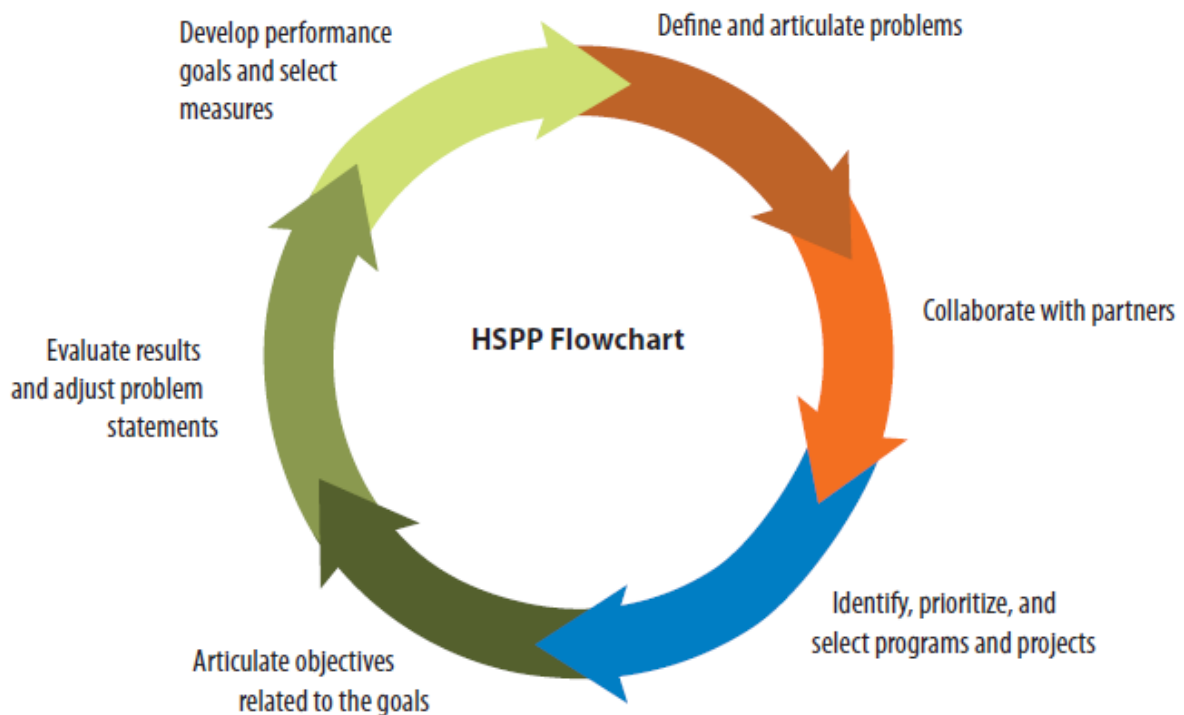 Develop performance
goals and select
measures
Define and articulate problems
Collaborate with partners
HSPP Flowchart
Evaluate results
and adjust problem
statements
Identify, prioritize, and
select programs and projects
Articulate objectives
related to the goals